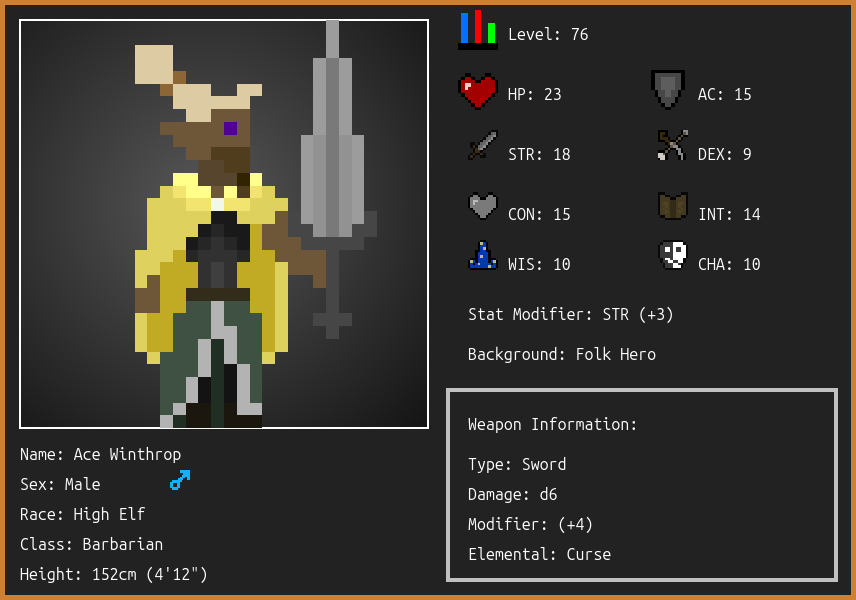 Level: 76
HP: 23
AC: 15
STR: 18
DEX: 9
CON: 15
INT: 14
WIS: 10
CHA: 10
Stat Modifier: STR (+3)
Background: Folk Hero
Weapon Information:
Type: Sword
Damage: d6
Modifier: (+4)
Elemental: Curse
Name: Ace Winthrop
Sex: Male
Race: High Elf
Class: Barbarian
Height: 152cm (4'12")